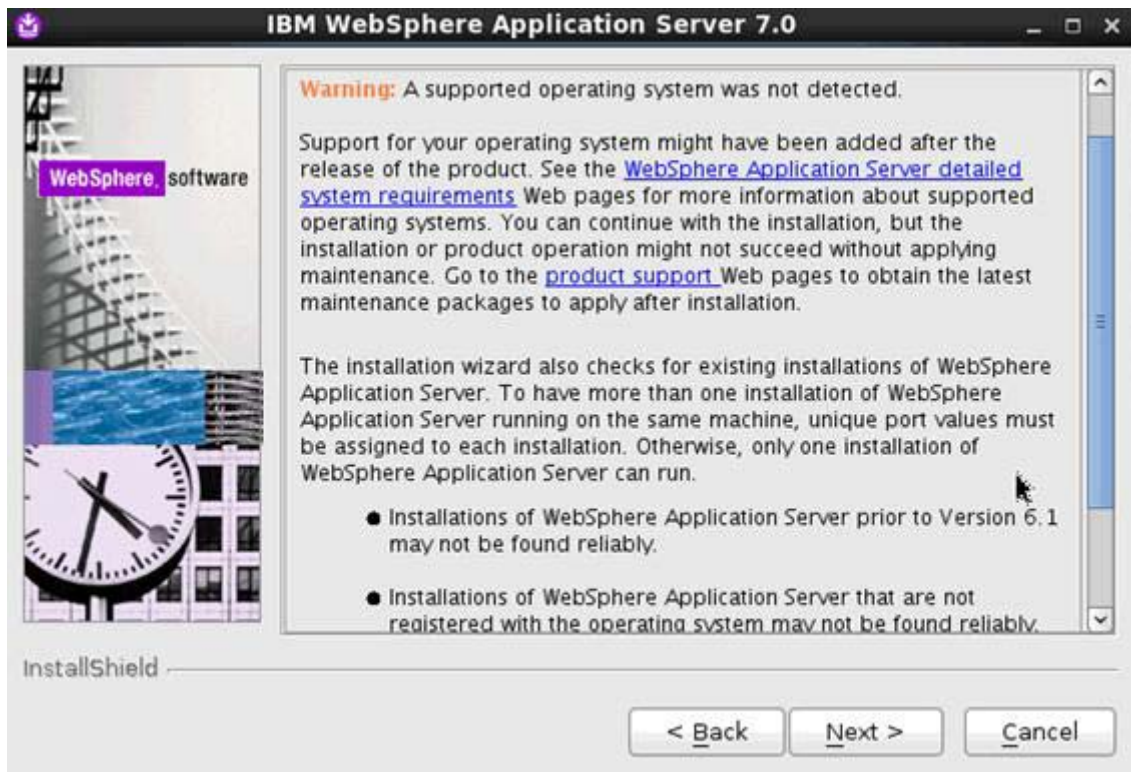 IBM WebSphere Application Server 7.0
WebSphere. software
Warning: A supported operating system was not detected.
Support for your operating system might have been added after the
release of the product. See the WebSphere Application Server detailed
system requirements Web pages for more information about supported
operating systems. You can continue with the installation, but the
installation or product operation might not succeed without applying
maintenance. Go to the product support Web pages to obtain the latest
maintenance packages to apply after installation.
The installation wizard also checks for existing installations of WebSphere
Application Server. To have more than one installation of WebSphere
Application Server running on the same machine, unique port values must
be assigned to each installation. Otherwise, only one installation of
WebSphere Application Server can run.
● Installations of WebSphere Application Server prior to Version 6.1
may not be found reliably.
● Installations of WebSphere Application Server that are not
registered with the operating system may not be found reliably.
InstallShield
< Back
Next >
Cancel